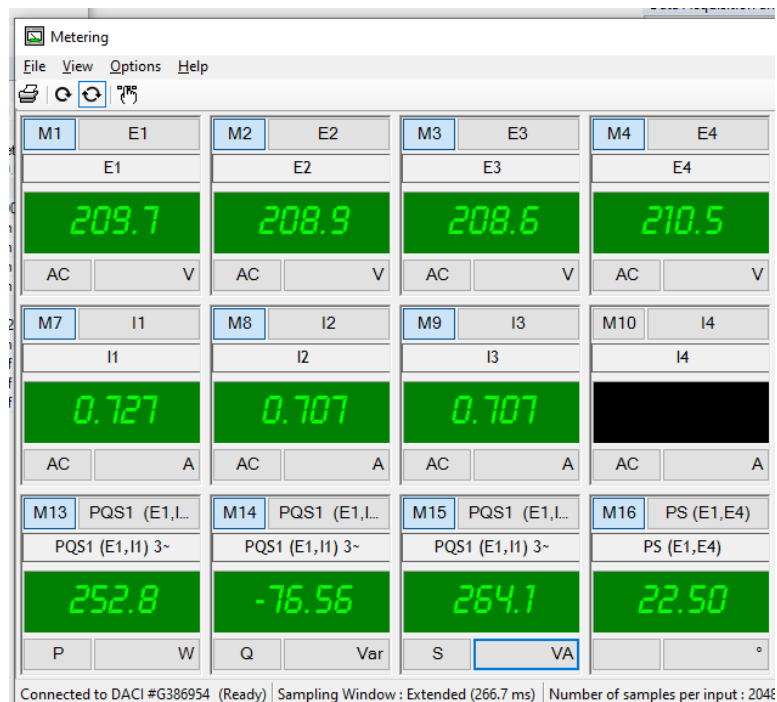 Metering
File View Options Help
M1 E1 M2 E2 M3 E3 M4 E4
E1 E2 E3 E4
209.7 208.9 208.6 210.5
AC V AC V AC V AC V
M7 I1 M8 I2 M9 I3 M10 I4
I1 I2 I3 I4
0.727 0.707 0.707
AC A AC A AC A AC A
M13 PQS1 (E1,I... M14 PQS1 (E1,I... M15 PQS1 (E1,I... M16 PS (E1,E4)
PQS1 (E1,I1) 3~ PQS1 (E1,I1) 3~ PQS1 (E1,I1) 3~ PS (E1,E4)
252.8 -76.56 264.1 22.50
P W Q Var S VA °
Connected to DACI #G386954 (Ready) Sampling Window : Extended (266.7 ms) Number of samples per input : 2048